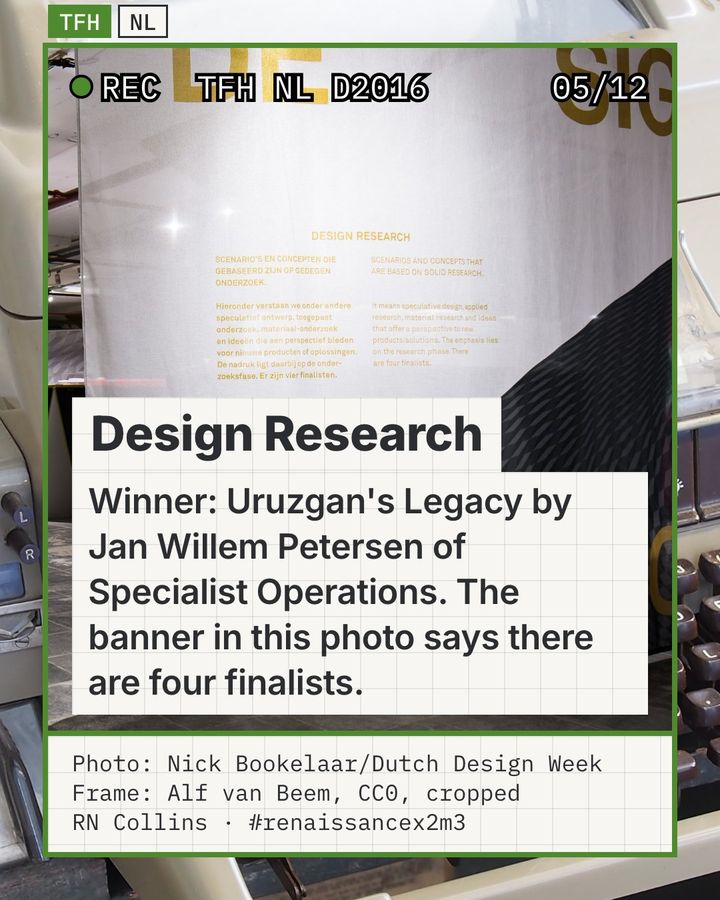 TFH NL
REC TFH NL D2016 05/12
DE
SIG
DESIGN RESEARCH
SCENARIO'S EN CONCEPTEN DIE
GEBASEERD ZIJN OP GEDEGEN
ONDERZOEK.
Hieronder verstaan we onder andere
speculatief ontwerp, toegepast
onderzoek, materiaal-onderzoek
en ideeën die een perspectief bieden
voor nieuwe producten of oplossingen.
De nadruk ligt daarbij op de onder-
zoeksfase. Er zijn vier finalisten.
SCENARIOS AND CONCEPTS THAT
ARE BASED ON SOLID RESEARCH.
It means speculative design, applied
research, material research and ideas
that offer a perspective to new
products/solutions. The emphasis lies
on the research phase. There
are four finalists.
Design Research
Winner: Uruzgan's Legacy by
Jan Willem Petersen of
Specialist Operations. The
banner in this photo says there
are four finalists.
L
R
L
Photo: Nick Bookelaar/Dutch Design Week
Frame: Alf van Beem, CC0, cropped
RN Collins · #renaissancex2m3